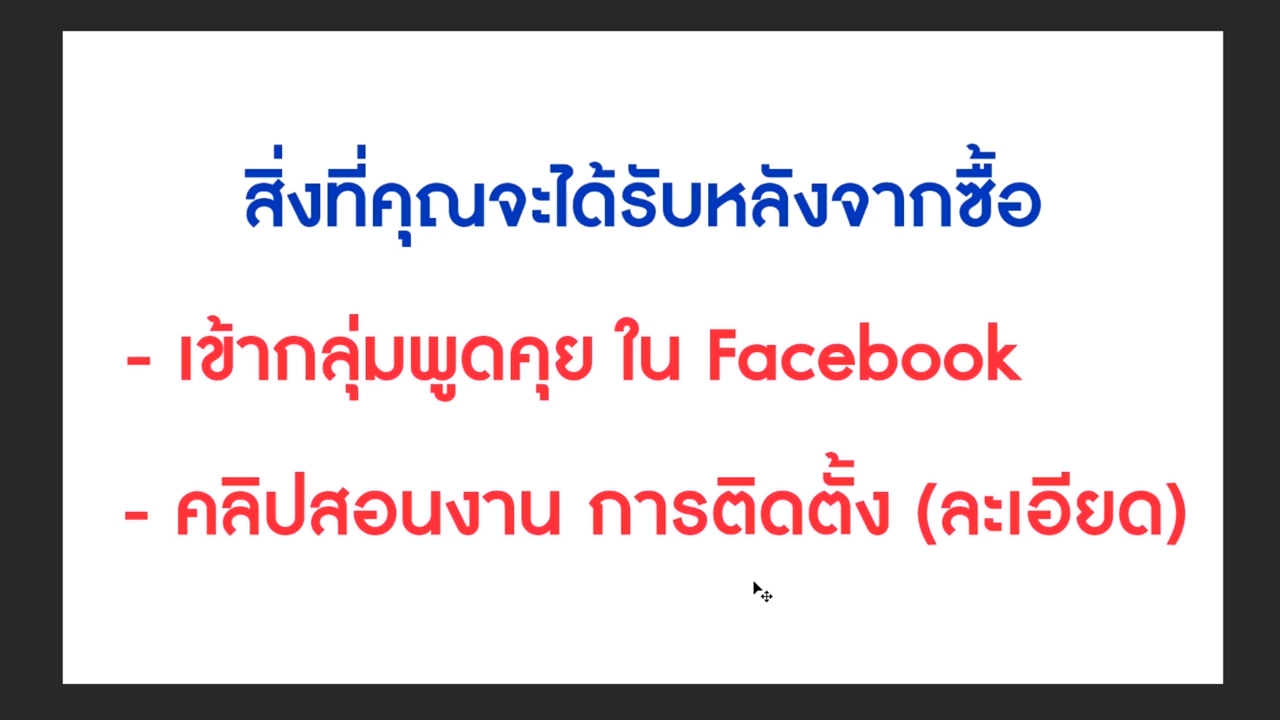 สิ่งที่คุณจะได้รับหลังจากซื้อ
- เข้ากลุ่มพูดคุย ใน Facebook
- คลิปสอนงาน การติดตั้ง (ละเอียด)